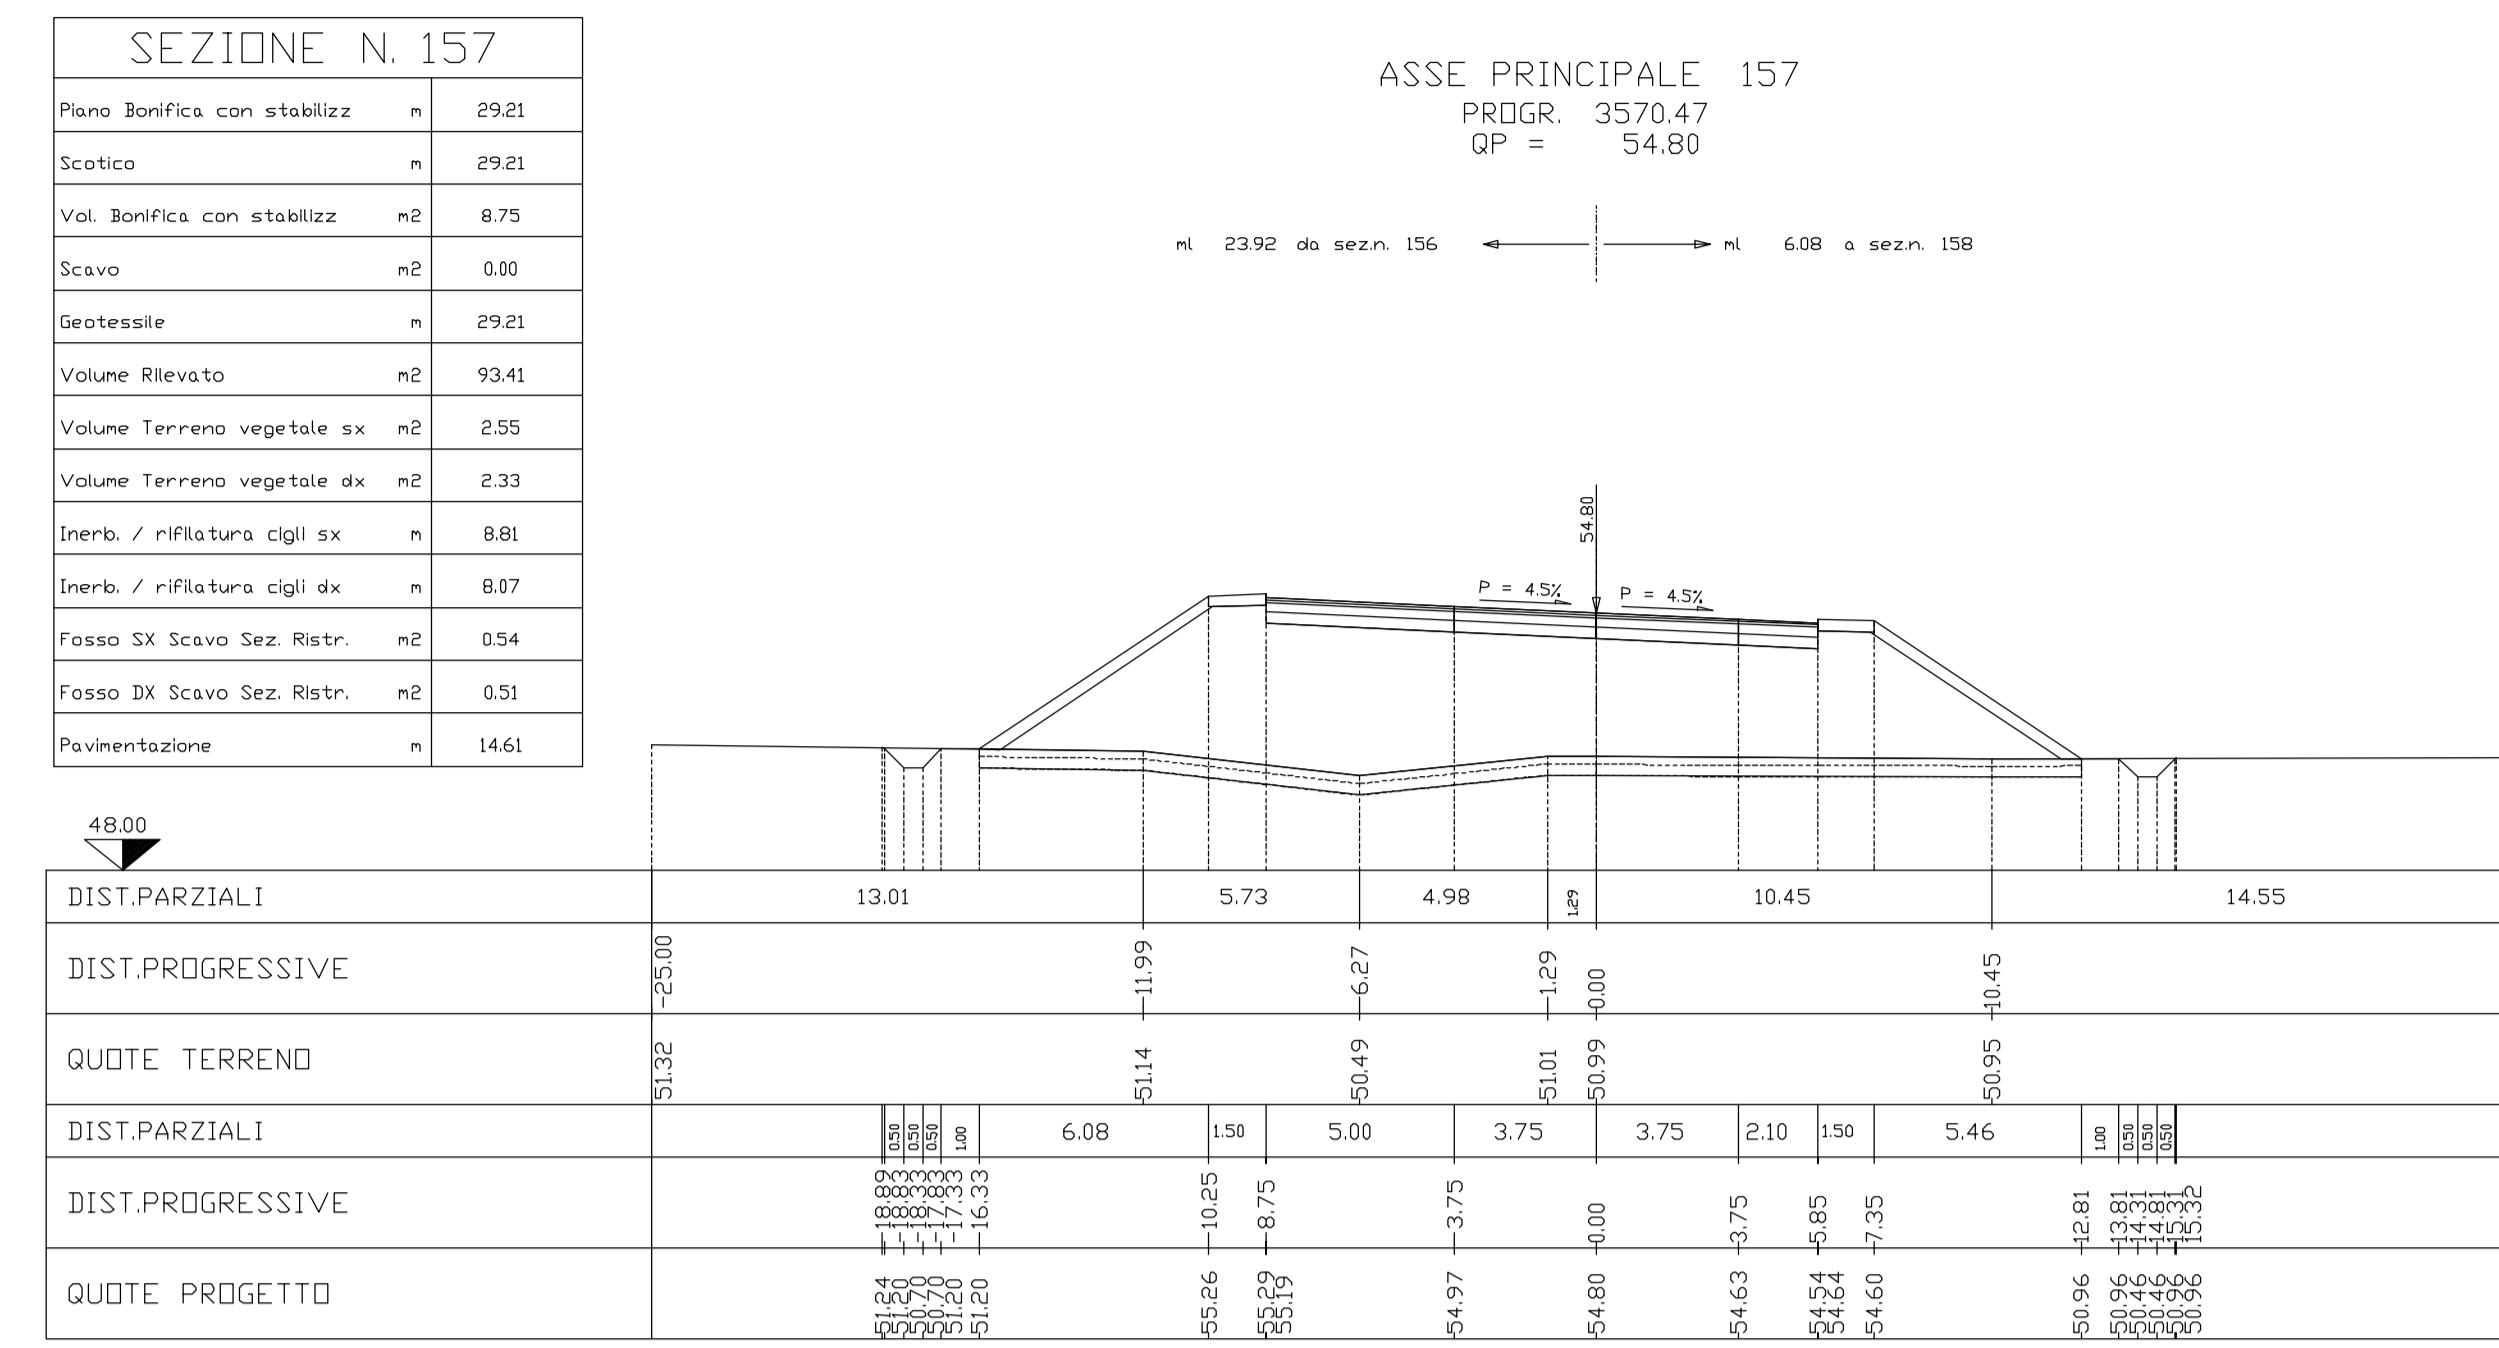 SEZIONE N. 157
Piano Bonifica con stabilizz m 29.21
Scotico m 29.21
Vol. Bonifica con stabilizz m2 8.75
Scavo m2 0.00
Geotessile m 29.21
Volume Rilevato m2 93.41
Volume Terreno vegetale sx m2 2.55
Volume Terreno vegetale dx m2 2.33
Inerb. / rifilatura cigli sx m 8.81
Inerb. / rifilatura cigli dx m 8.07
Fosso SX Scavo Sez. Ristr. m2 0.54
Fosso DX Scavo Sez. Ristr. m2 0.51
Pavimentazione m 14.61
ASSE PRINCIPALE 157
PROGR. 3570.47
QP = 54.80
ml 23.92 da sez.n. 156
ml 6.08 a sez.n. 158
54.80
P = 4.5%
P = 4.5%
48.00
DIST.PARZIALI 13.01 5.73 4.98 1.29 10.45 14.55
DIST.PROGRESSIVE -25.00 -11.99 -6.27 -1.29 0.00 10.45
QUOTE TERRENO 51.32 51.14 50.49 51.01 50.99 50.95
DIST.PARZIALI 0.50 0.50 0.50 1.00 6.08 1.50 5.00 3.75 3.75 2.10 1.50 5.46 1.00 0.50 0.50 0.50
DIST.PROGRESSIVE -18.89 -18.83 -18.33 -17.83 -17.33 -16.33 -10.25 -8.75 -3.75 0.00 3.75 5.85 7.35 12.81 13.81 14.31 14.81 15.31 15.32
QUOTE PROGETTO 51.24 51.20 50.70 50.70 51.20 51.20 55.26 55.29 55.19 54.97 54.80 54.63 54.54 54.64 54.60 50.96 50.96 50.46 50.46 50.96 50.96